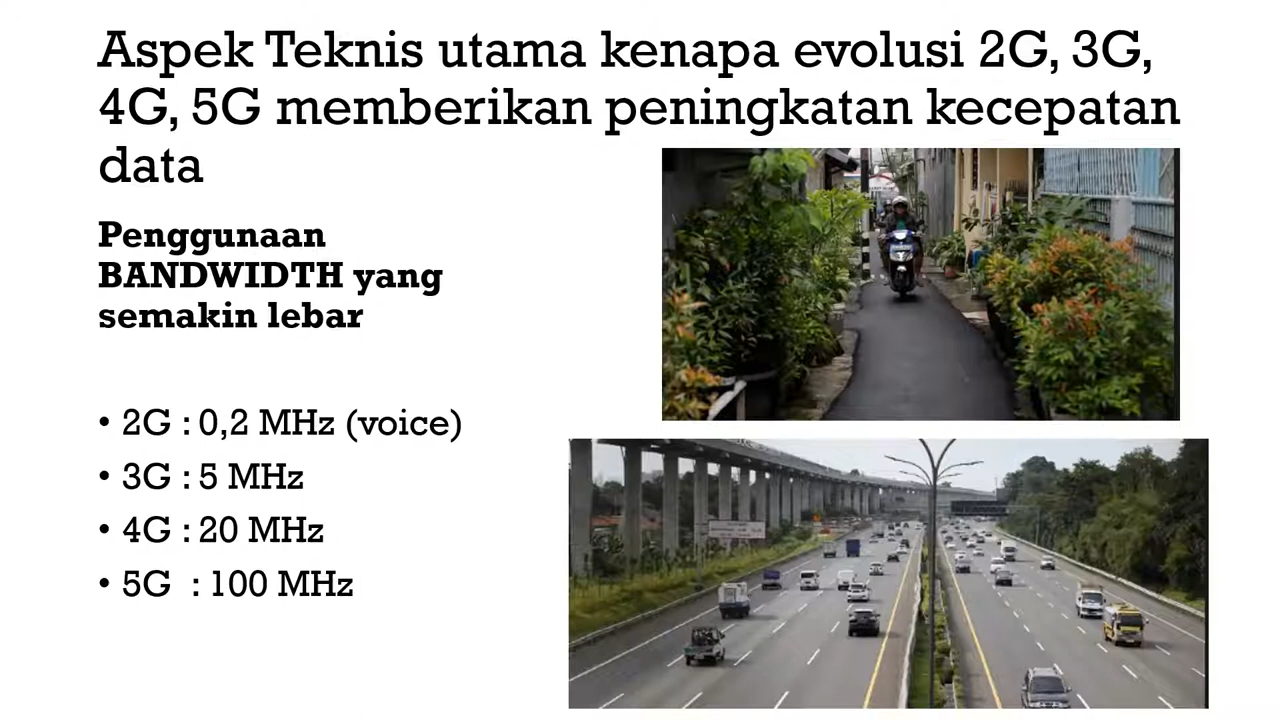 Aspek Teknis utama kenapa evolusi 2G, 3G,
4G, 5G memberikan peningkatan kecepatan
data
Penggunaan
BANDWIDTH yang
semakin lebar
• 2G : 0,2 MHz (voice)
• 3G : 5 MHz
• 4G : 20 MHz
• 5G : 100 MHz